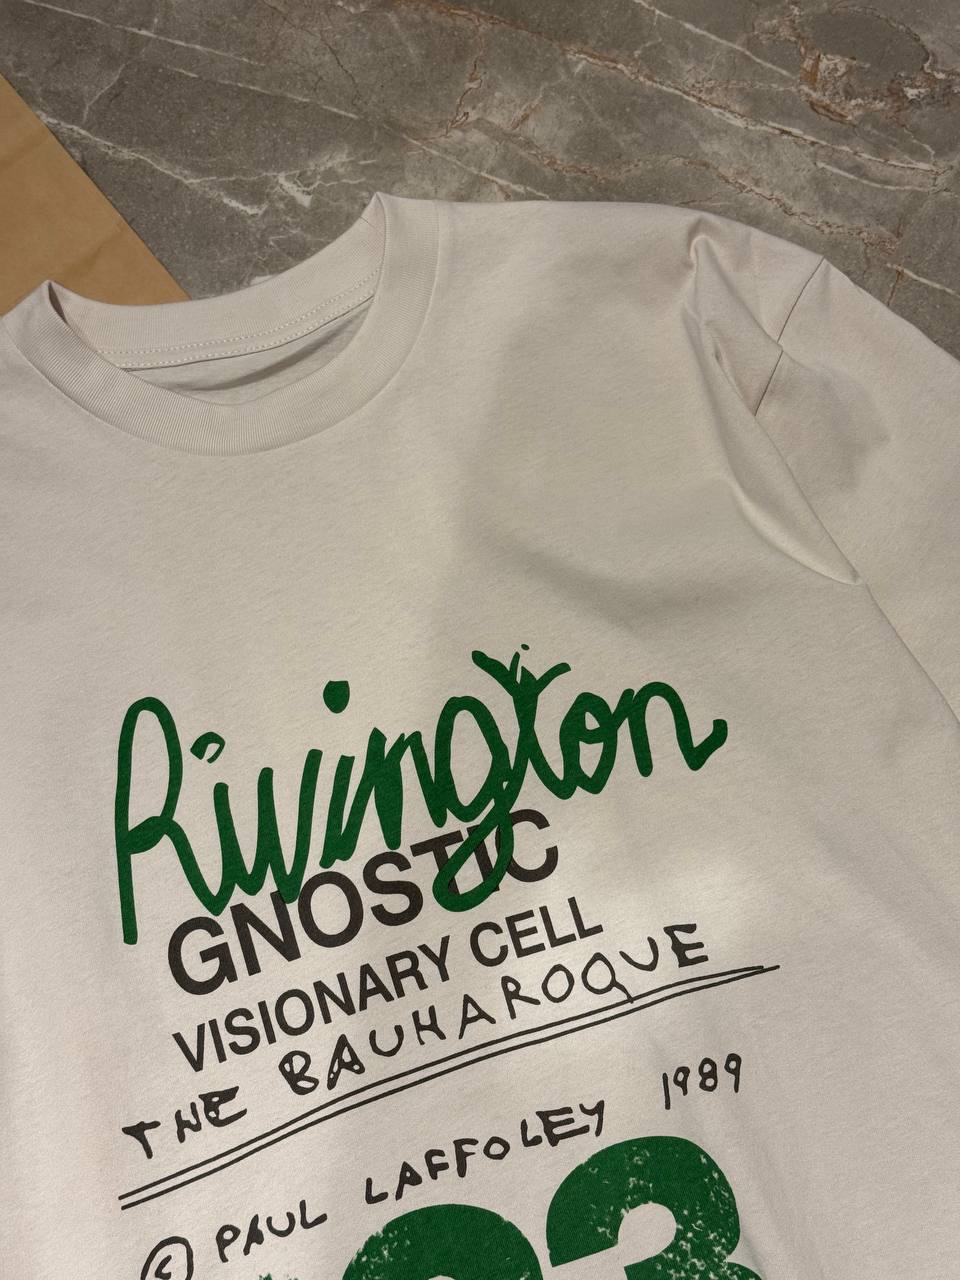 Rivington
GNOSTIC
VISIONARY CELL
THE BAUHAROQUE
© PAUL LAFFOLEY 1989